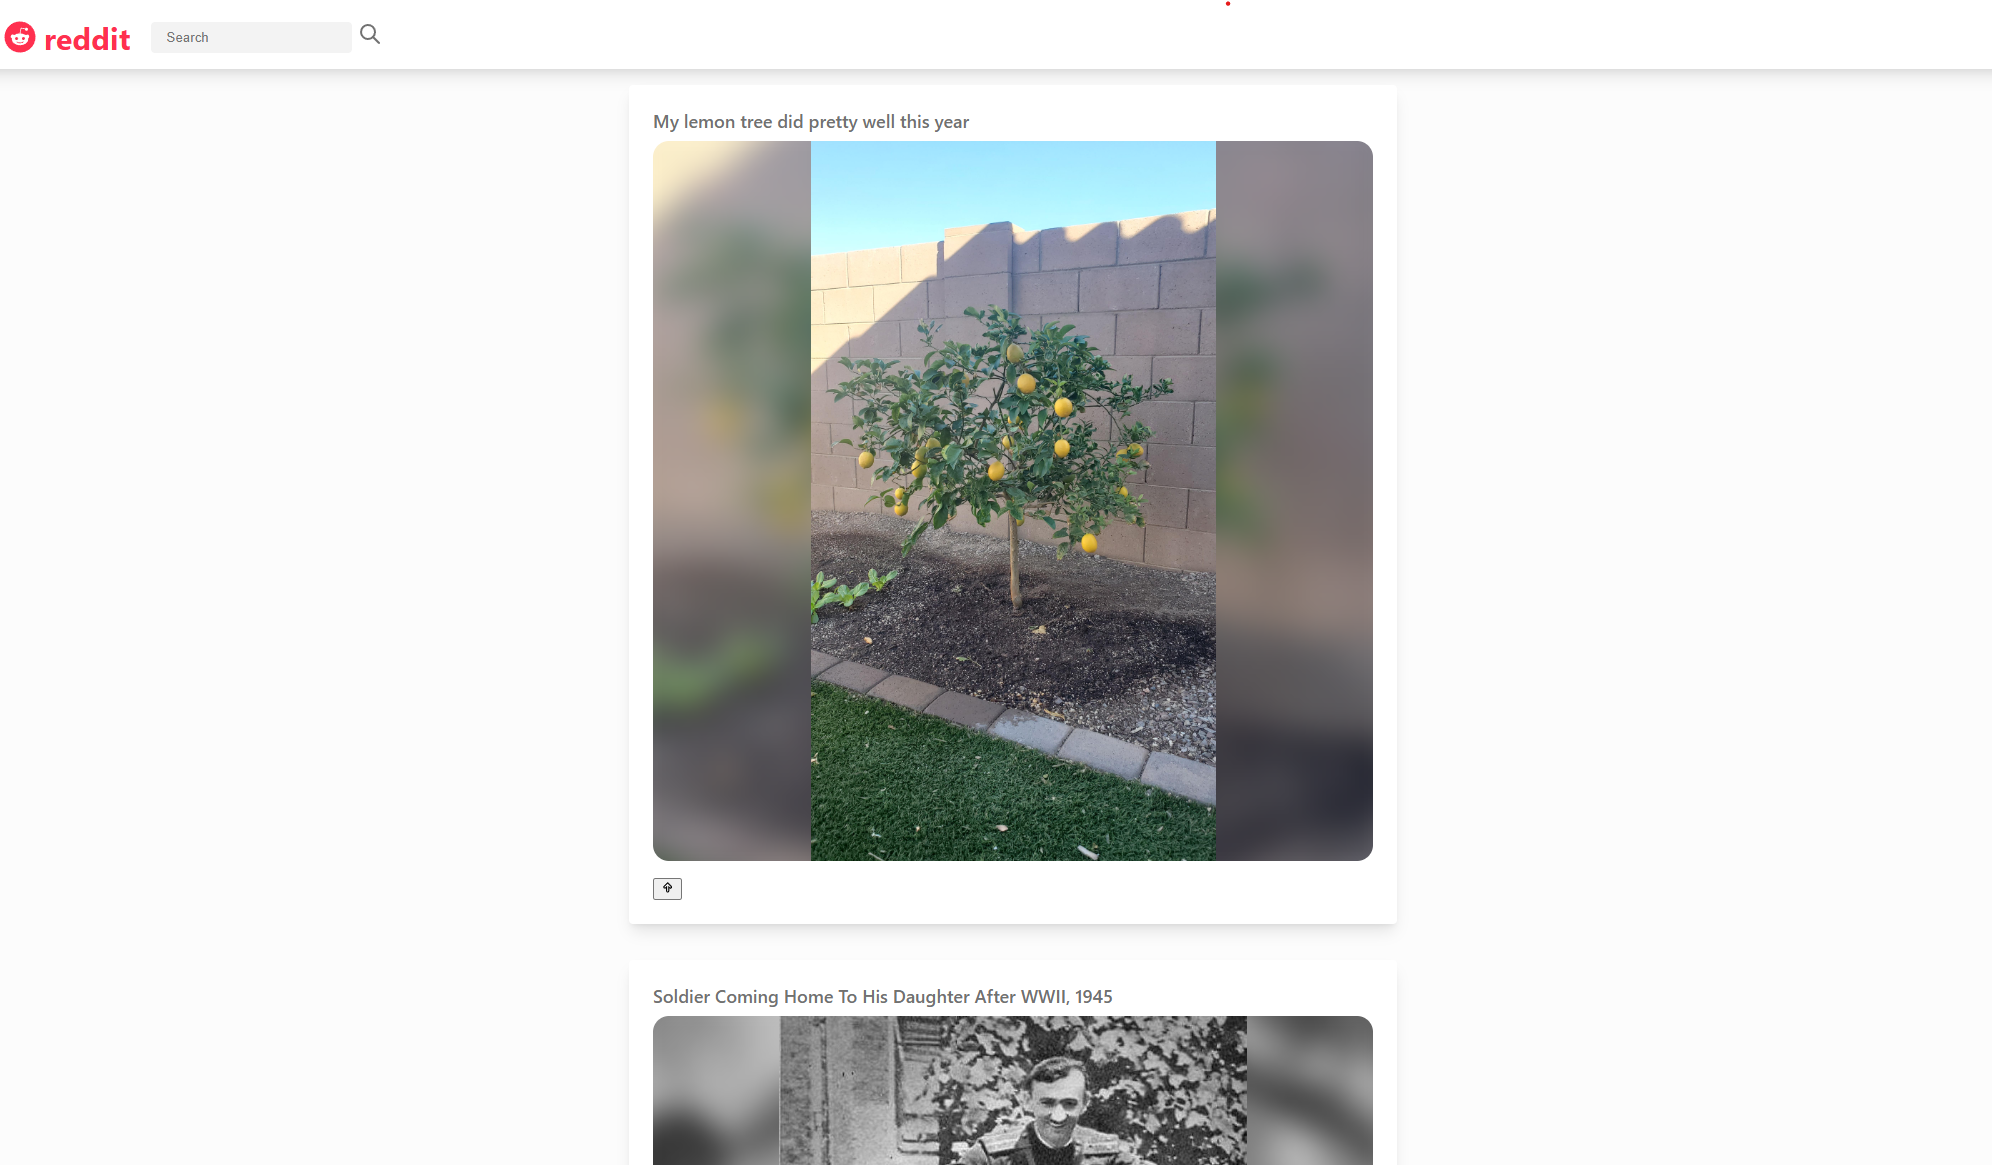 reddit
Search
My lemon tree did pretty well this year
Soldier Coming Home To His Daughter After WWII, 1945